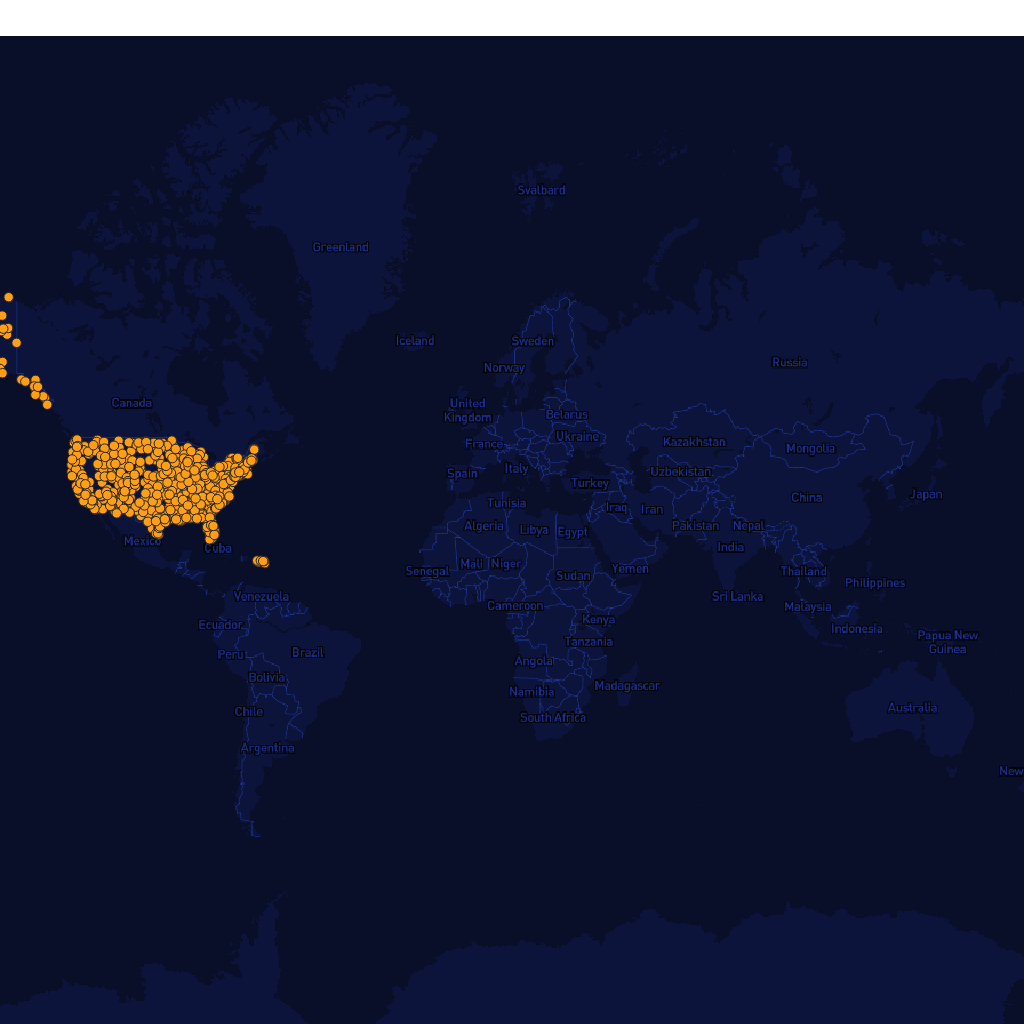 Svalbard
Greenland
Iceland
Sweden
Norway
Russia
Canada
United
Kingdom
Belarus
Ukraine
France
Kazakhstan
Mongolia
Italy
Spain
Uzbekistan
Turkey
Japan
China
Tunisia
Iraq
Iran
Algeria
Libya
Egypt
Pakistan
Nepal
Mexico
Cuba
India
Senegal
Mali
Niger
Sudan
Yemen
Thailand
Philippines
Venezuela
Sri Lanka
Cameroon
Malaysia
Ecuador
Kenya
Indonesia
Tanzania
Papua New
Guinea
Peru
Brazil
Angola
Bolivia
Namibia
Madagascar
Chile
South Africa
Australia
Argentina
New